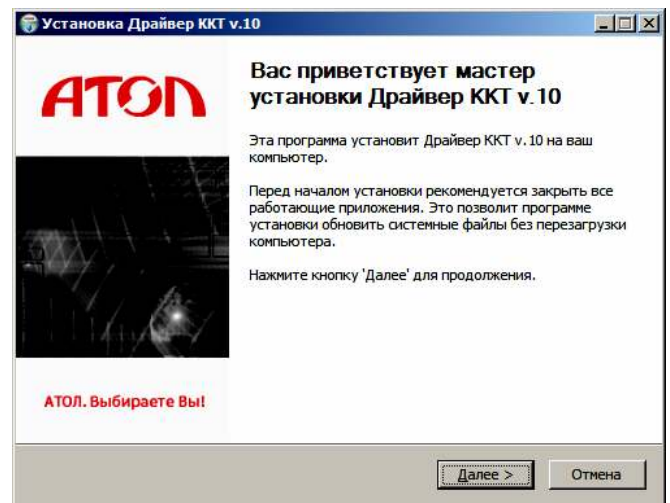 Установка Драйвер ККТ v.10
АТОЛ
Вас приветствует мастер
установки Драйвер ККТ v.10
Эта программа установит Драйвер ККТ v.10 на ваш
компьютер.
Перед началом установки рекомендуется закрыть все
работающие приложения. Это позволит программе
установки обновить системные файлы без перезагрузки
компьютера.
Нажмите кнопку 'Далее' для продолжения.
АТОЛ. Выбираете Вы!
Далее >
Отмена